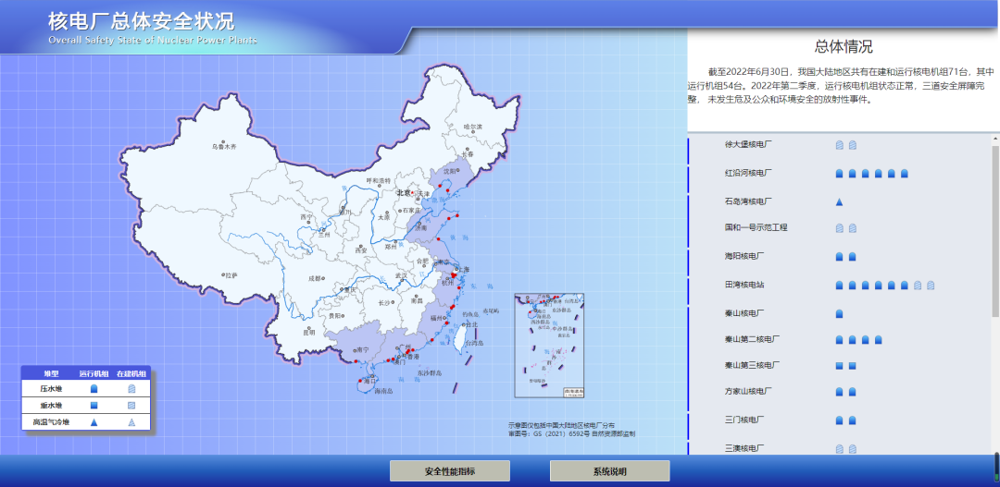 核电厂总体安全状况
Overall Safety State of Nuclear Power Plants
总体情况
截至2022年6月30日，我国大陆地区共有在建和运行核电机组71台，其中
运行机组54台。2022年第二季度，运行核电机组状态正常，三道安全屏障完
整， 未发生危及公众和环境安全的放射性事件。
徐大堡核电厂
红沿河核电厂
石岛湾核电厂
国和一号示范工程
海阳核电厂
田湾核电站
秦山核电厂
秦山第二核电厂
秦山第三核电厂
方家山核电厂
三门核电厂
三澳核电厂
哈尔滨
长春
乌鲁木齐
沈阳
呼和浩特
北京
天津
石家庄
银川
太原
西宁
兰州
济南
西安
郑州
拉萨
合肥
南京
上海
成都
武汉
杭州
重庆
长沙
南昌
贵阳
福州
钓鱼岛
赤尾屿
台北
昆明
台湾岛
南宁
广州
香港
澳门
东沙群岛
海口
海南岛
堆型
运行机组
在建机组
压水堆
重水堆
高温气冷堆
示意图仅包括中国大陆地区核电厂分布
审图号：GS（2021）6592号 自然资源部监制
安全性能指标
系统说明